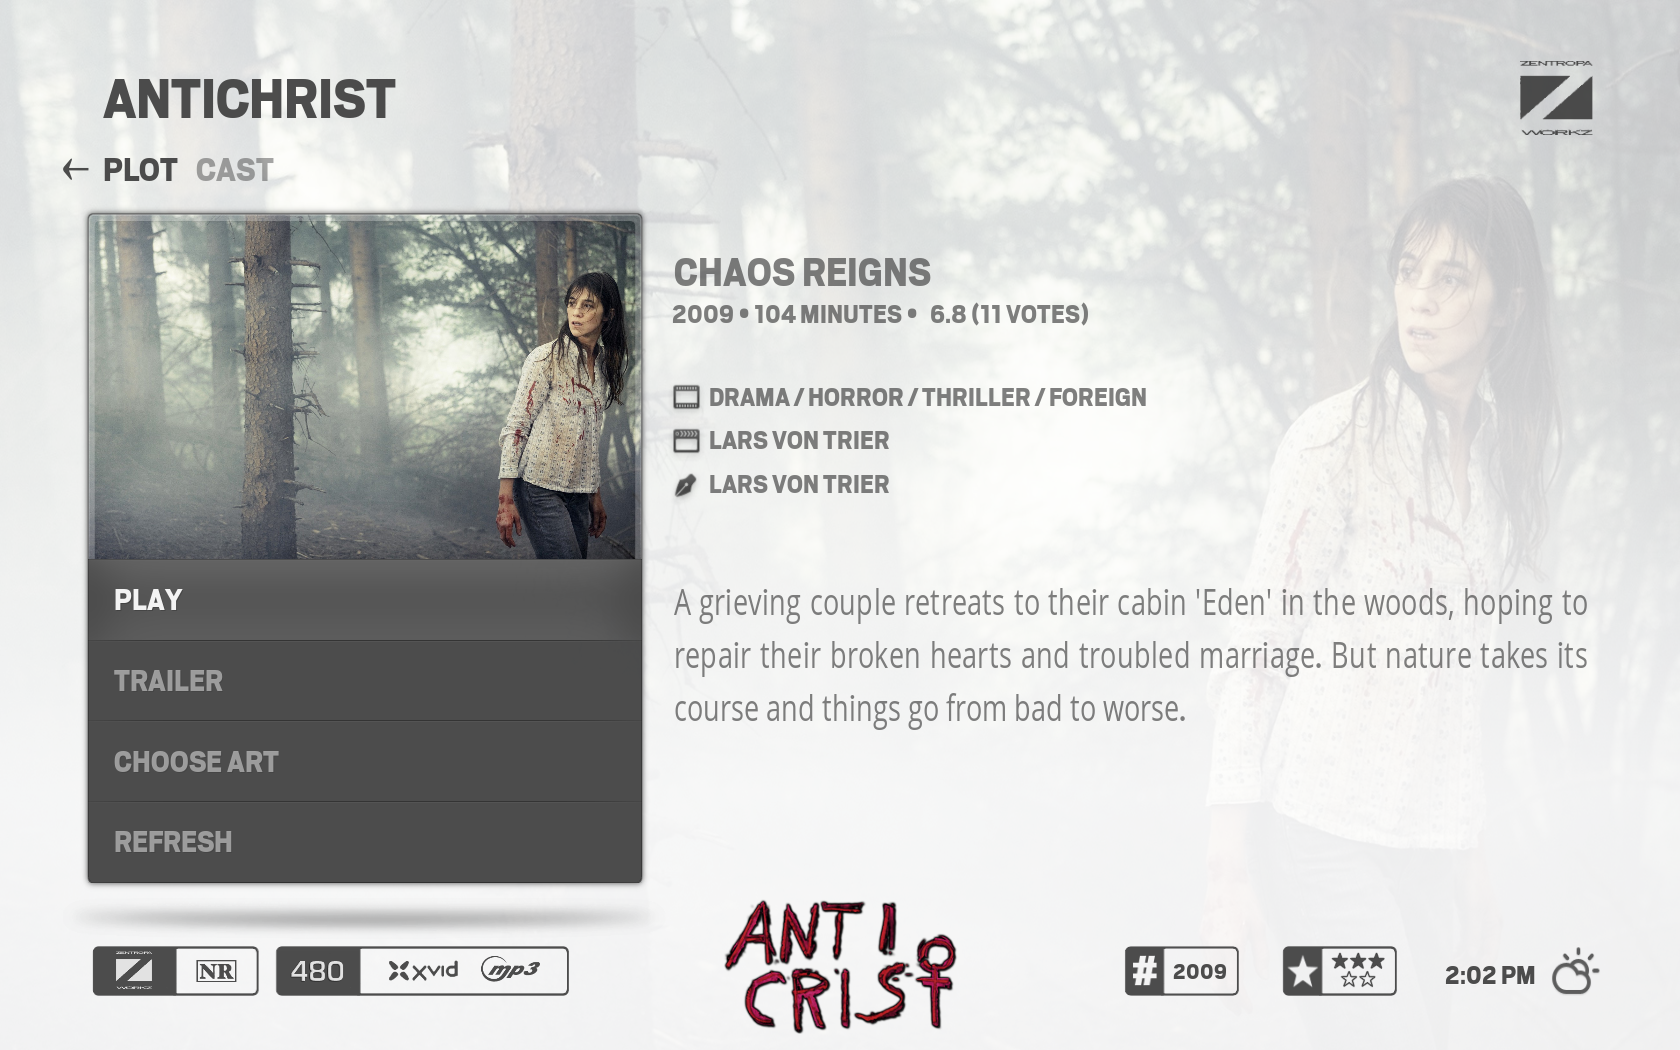 ANTICHRIST
ZENTROPA
WORKZ
← PLOT CAST
CHAOS REIGNS
2009 • 104 MINUTES • 6.8 (11 VOTES)
DRAMA / HORROR / THRILLER / FOREIGN
LARS VON TRIER
LARS VON TRIER
PLAY
TRAILER
CHOOSE ART
REFRESH
A grieving couple retreats to their cabin 'Eden' in the woods, hoping to
repair their broken hearts and troubled marriage. But nature takes its
course and things go from bad to worse.
ZENTROPA
WORKZ
NR
480
xvid
mp3
ANTI
CRIS♀
# 2009
2:02 PM